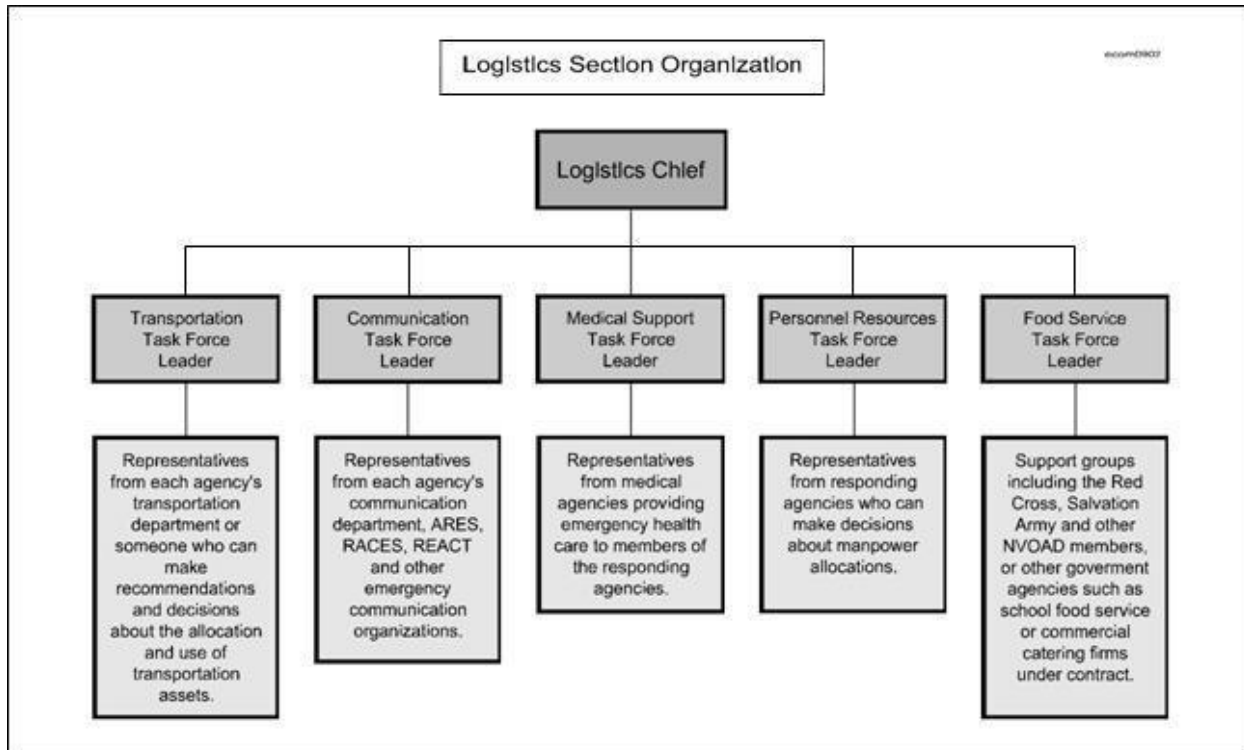 Logistics Section Organization
ecom0902
Logistics Chief
Transportation
Task Force
Leader
Communication
Task Force
Leader
Medical Support
Task Force
Leader
Personnel Resources
Task Force
Leader
Food Service
Task Force
Leader
Representatives
from each agency's
transportation
department or
someone who can
make
recommendations
and decisions
about the allocation
and use of
transportation
assets.
Representatives
from each agency's
communication
department, ARES,
RACES, REACT
and other
emergency
communication
organizations.
Representatives
from medical
agencies providing
emergency health
care to members of
the responding
agencies.
Representatives
from responding
agencies who can
make decisions
about manpower
allocations.
Support groups
including the Red
Cross, Salvation
Army and other
NVOAD members,
or other goverment
agencies such as
school food service
or commercial
catering firms
under contract.